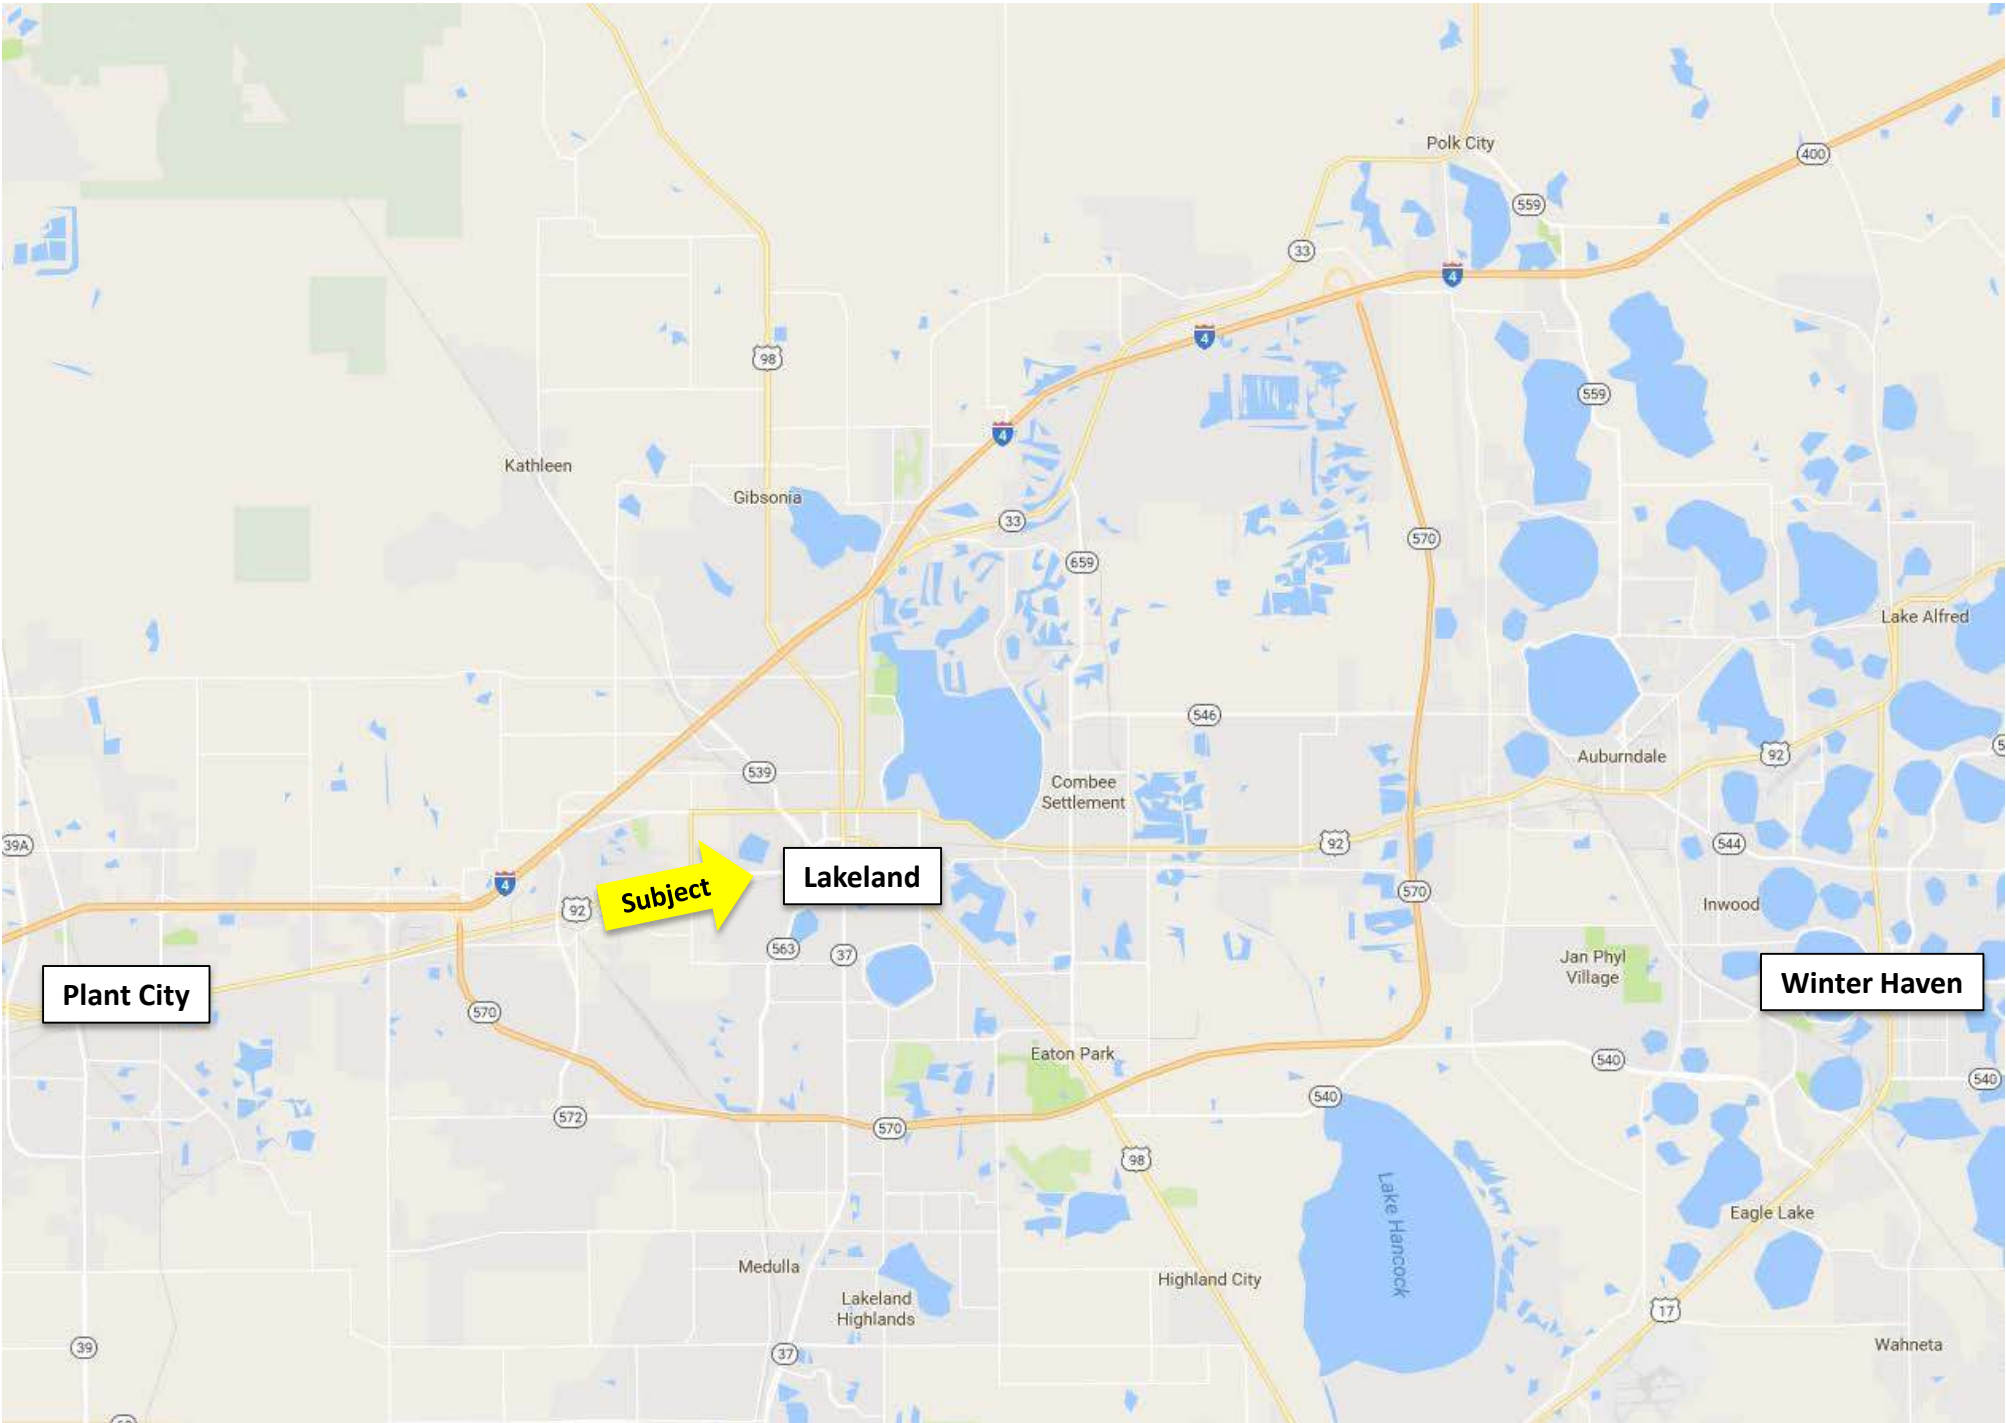 Polk City
400
559
33
4
4
98
559
4
Kathleen
Gibsonia
33
570
659
Lake Alfred
546
92
Auburndale
539
Combee
Settlement
39A
92
544
Lakeland
4
Subject
570
92
Inwood
563
37
Jan Phyl
Village
Winter Haven
Plant City
570
Eaton Park
540
540
540
572
570
98
Lake Hancock
Eagle Lake
Medulla
Highland City
Lakeland
Highlands
17
39
37
Wahneta